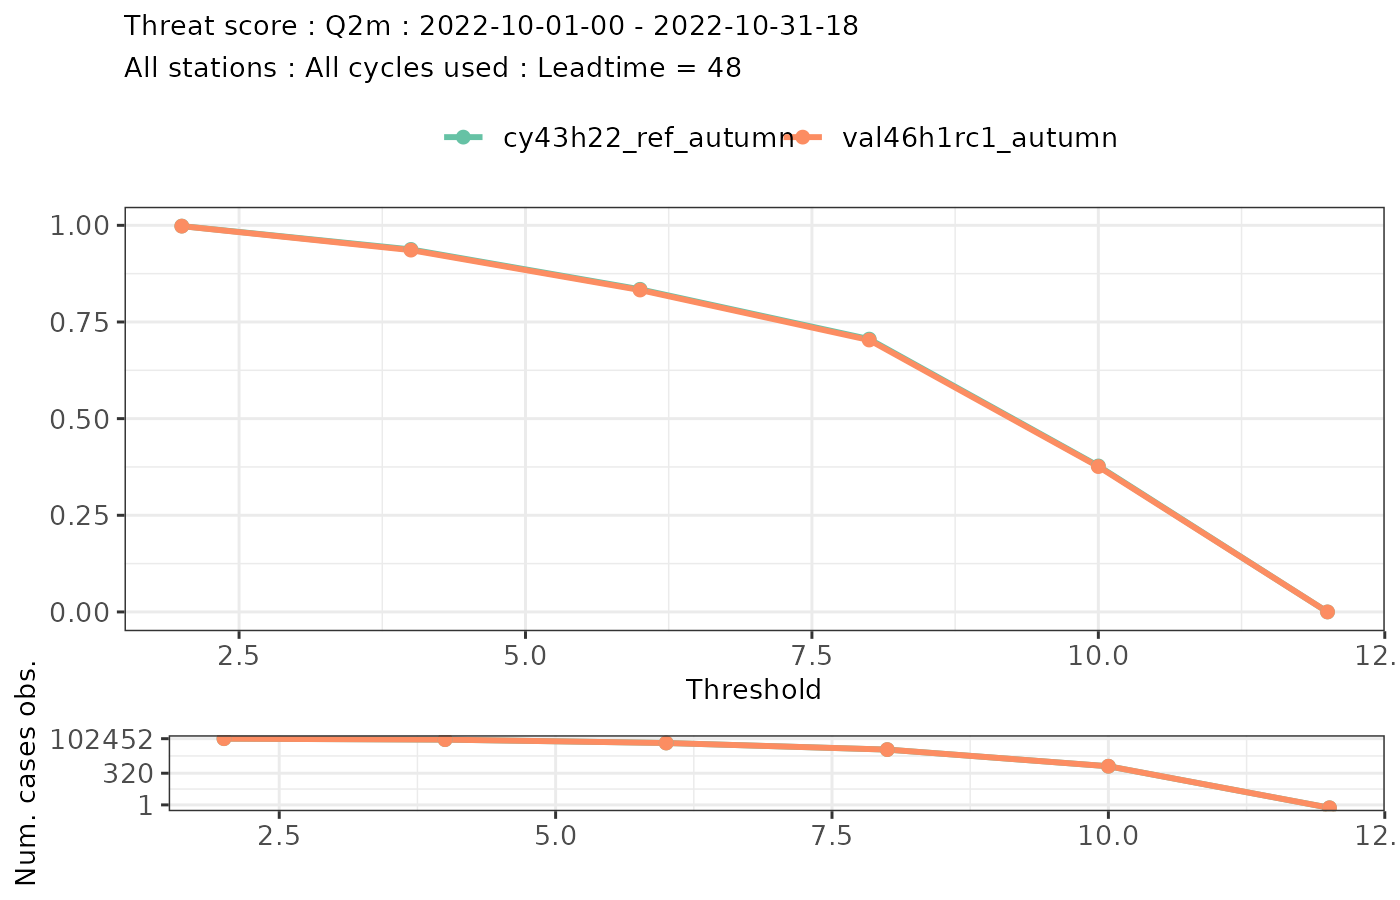 Threat score : Q2m : 2022-10-01-00 - 2022-10-31-18
All stations : All cycles used : Leadtime = 48
cy43h22_ref_autumn val46h1rc1_autumn
1.00
0.75
0.50
0.25
0.00
2.5 5.0 7.5 10.0 12.
Threshold
Num. cases obs.
102452
320
1
2.5 5.0 7.5 10.0 12.